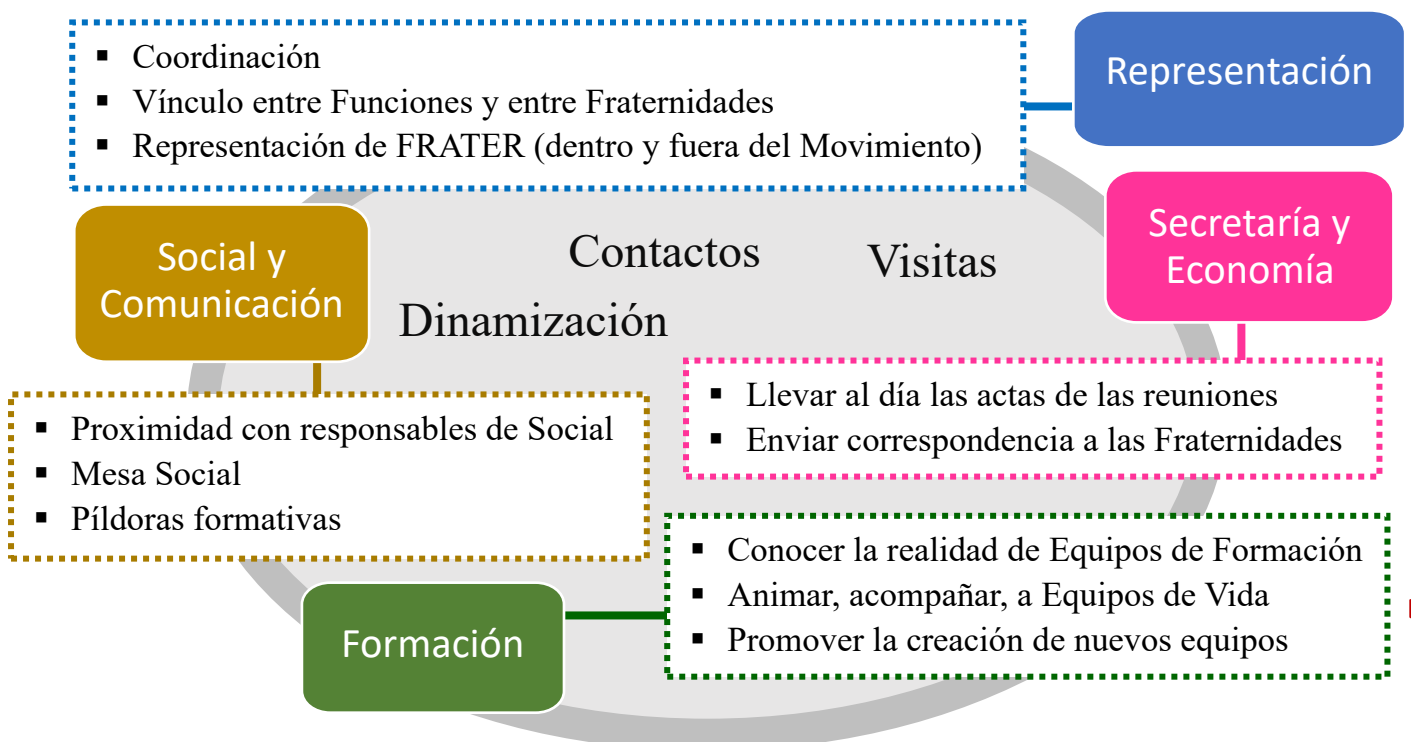 ▪ Coordinación
▪ Vínculo entre Funciones y entre Fraternidades
▪ Representación de FRATER (dentro y fuera del Movimiento)
Representación
Social y
Comunicación
Contactos
Visitas
Dinamización
Secretaría y
Economía
▪ Proximidad con responsables de Social
▪ Mesa Social
▪ Píldoras formativas
▪ Llevar al día las actas de las reuniones
▪ Enviar correspondencia a las Fraternidades
Formación
▪ Conocer la realidad de Equipos de Formación
▪ Animar, acompañar, a Equipos de Vida
▪ Promover la creación de nuevos equipos